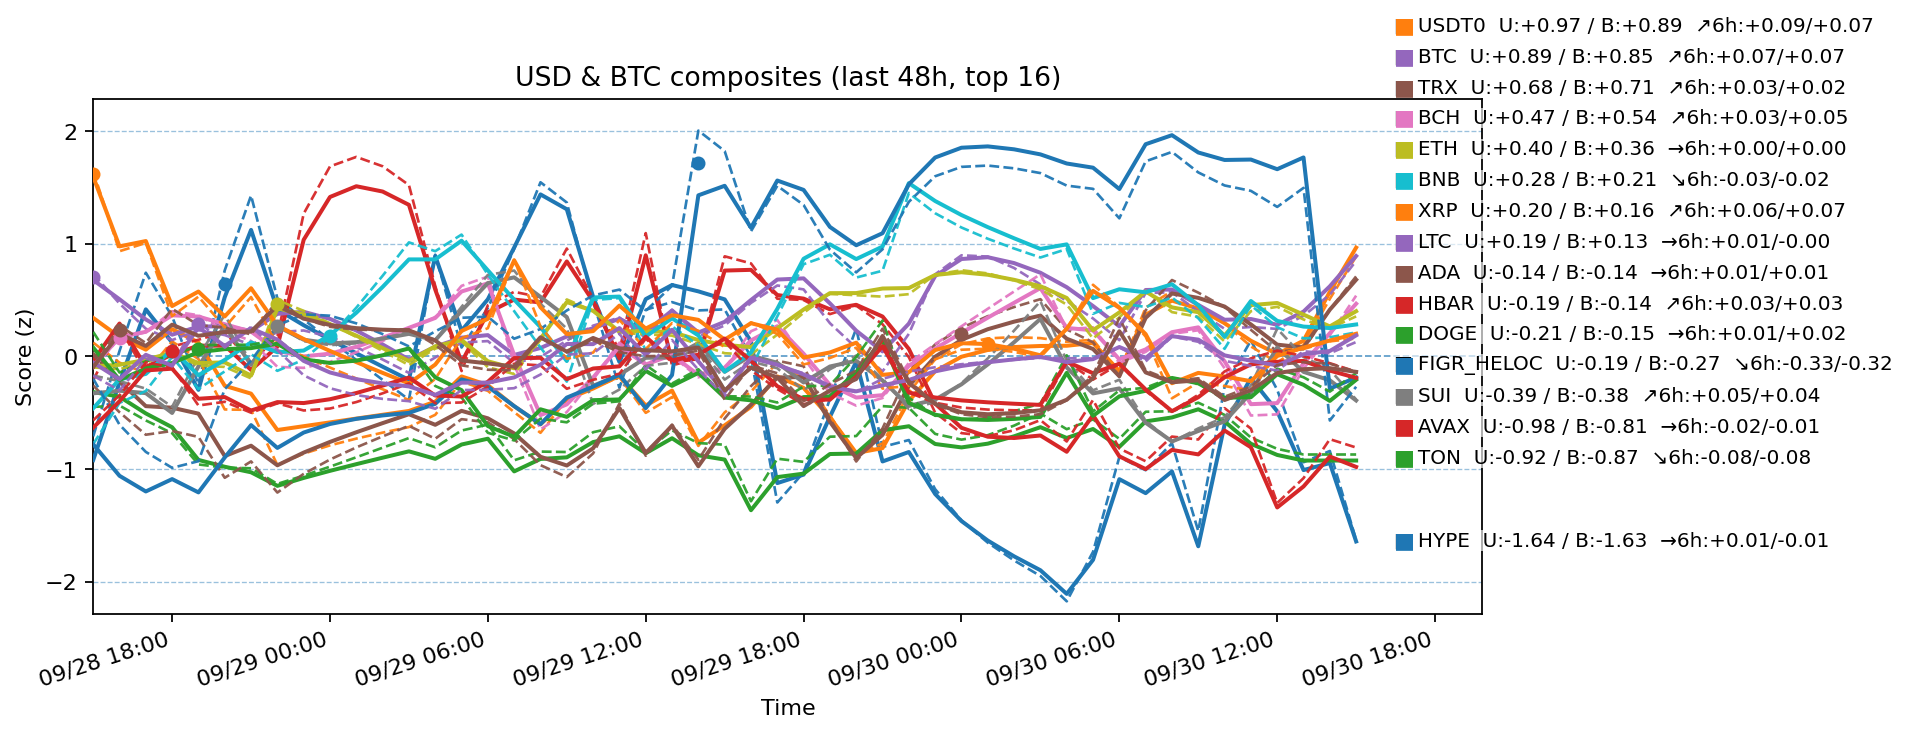 USDT0 U:+0.97 / B:+0.89 ↗6h:+0.09/+0.07
BTC U:+0.89 / B:+0.85 ↗6h:+0.07/+0.07
USD & BTC composites (last 48h, top 16)
TRX U:+0.68 / B:+0.71 ↗6h:+0.03/+0.02
BCH U:+0.47 / B:+0.54 ↗6h:+0.03/+0.05
ETH U:+0.40 / B:+0.36 →6h:+0.00/+0.00
BNB U:+0.28 / B:+0.21 ↘6h:-0.03/-0.02
XRP U:+0.20 / B:+0.16 ↗6h:+0.06/+0.07
LTC U:+0.19 / B:+0.13 →6h:+0.01/-0.00
ADA U:-0.14 / B:-0.14 →6h:+0.01/+0.01
HBAR U:-0.19 / B:-0.14 ↗6h:+0.03/+0.03
DOGE U:-0.21 / B:-0.15 →6h:+0.01/+0.02
FIGR_HELOC U:-0.19 / B:-0.27 ↘6h:-0.33/-0.32
SUI U:-0.39 / B:-0.38 ↗6h:+0.05/+0.04
AVAX U:-0.98 / B:-0.81 →6h:-0.02/-0.01
TON U:-0.92 / B:-0.87 ↘6h:-0.08/-0.08
HYPE U:-1.64 / B:-1.63 →6h:+0.01/-0.01
Score (z)
2
1
0
−1
−2
09/28 18:00
09/29 00:00
09/29 06:00
09/29 12:00
09/29 18:00
09/30 00:00
09/30 06:00
09/30 12:00
09/30 18:00
Time